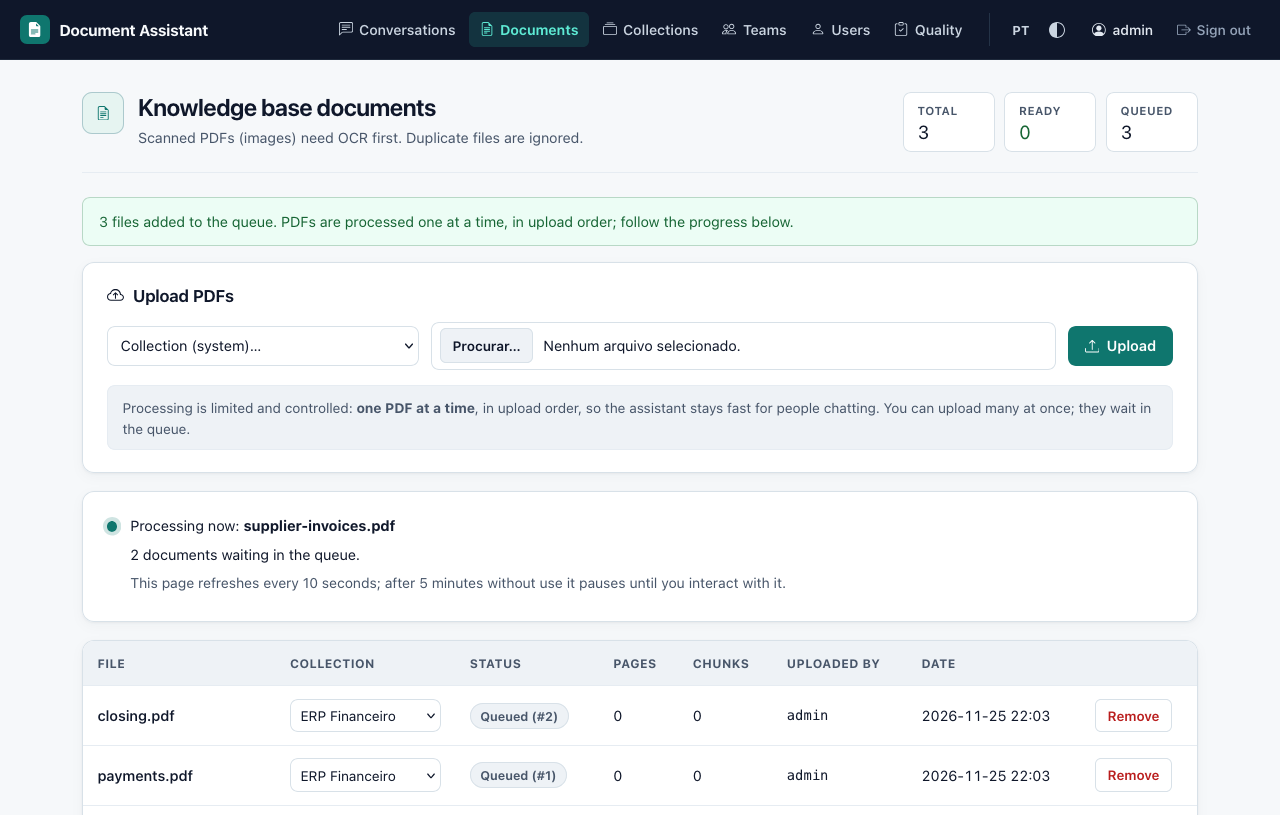 Document Assistant
Conversations
Documents
Collections
Teams
Users
Quality
PT
admin
Sign out
Knowledge base documents
Scanned PDFs (images) need OCR first. Duplicate files are ignored.
TOTAL
3
READY
0
QUEUED
3
3 files added to the queue. PDFs are processed one at a time, in upload order; follow the progress below.
Upload PDFs
Collection (system)...
Procurar...
Nenhum arquivo selecionado.
Upload
Processing is limited and controlled: one PDF at a time, in upload order, so the assistant stays fast for people chatting. You can upload many at once; they wait in
the queue.
Processing now: supplier-invoices.pdf
2 documents waiting in the queue.
This page refreshes every 10 seconds; after 5 minutes without use it pauses until you interact with it.
FILE COLLECTION STATUS PAGES CHUNKS UPLOADED BY DATE
closing.pdf ERP Financeiro Queued (#2) 0 0 admin 2026-11-25 22:03 Remove
payments.pdf ERP Financeiro Queued (#1) 0 0 admin 2026-11-25 22:03 Remove